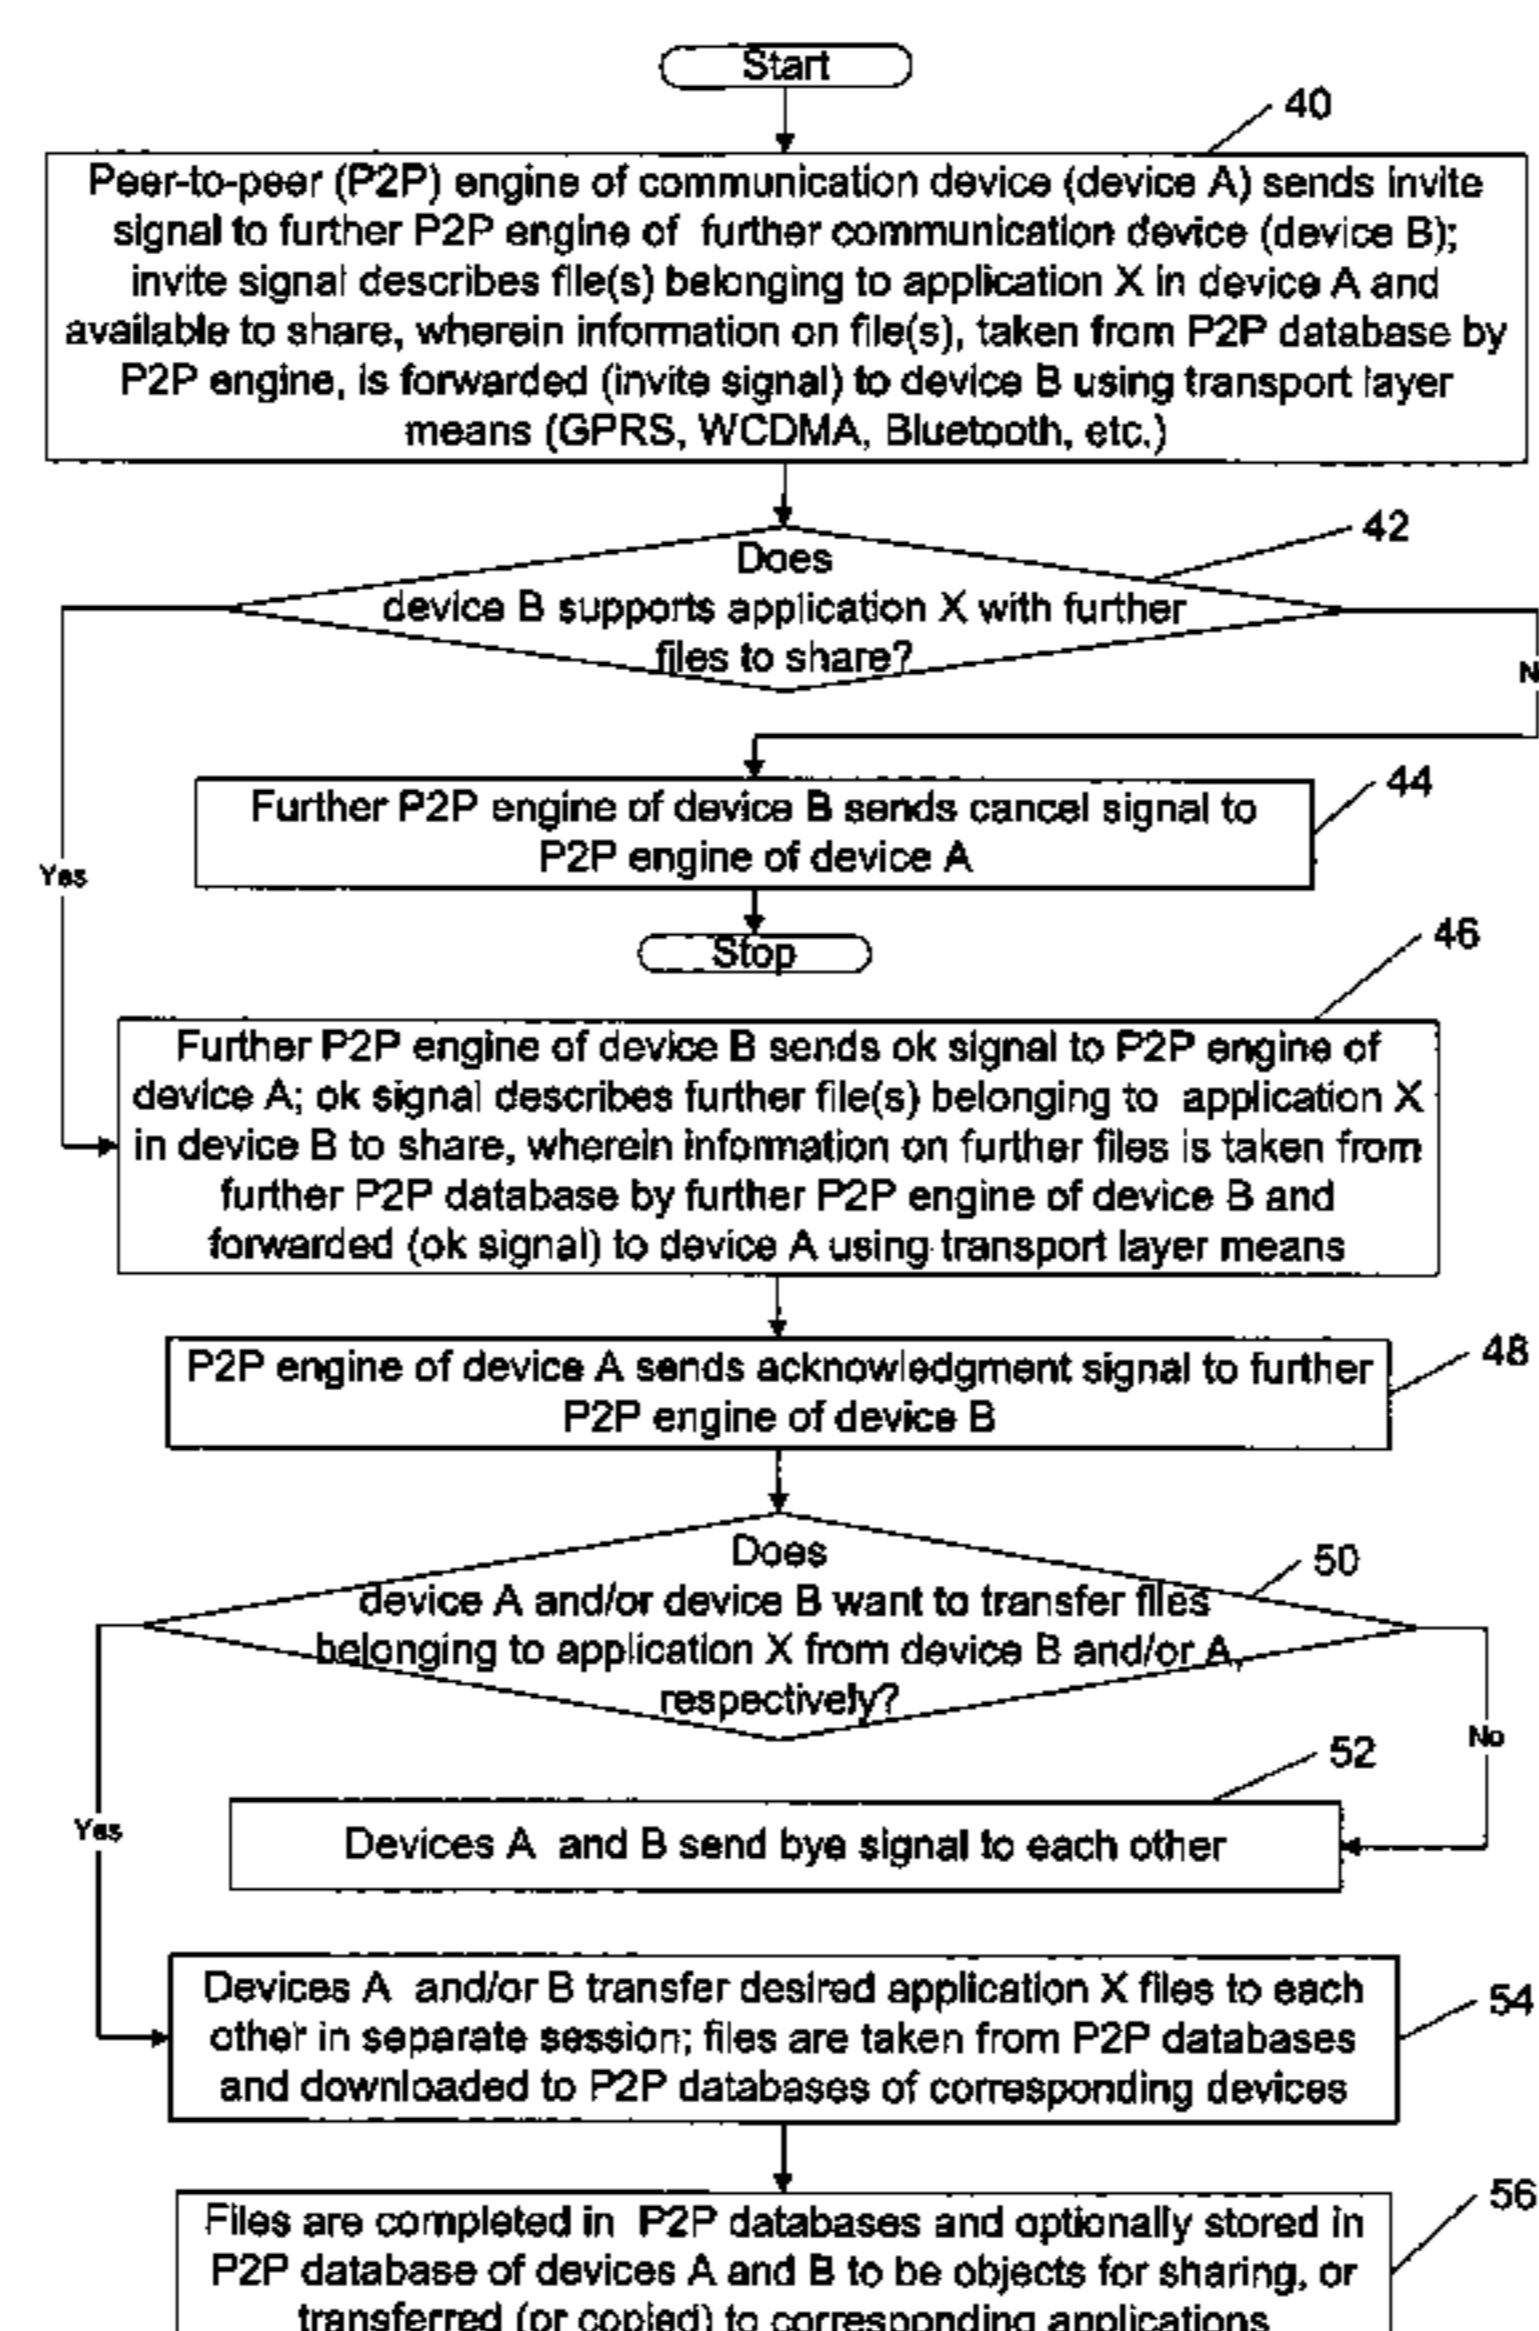 Start
40
Peer-to-peer (P2P) engine of communication device (device A) sends invite
signal to further P2P engine of further communication device (device B);
invite signal describes file(s) belonging to application X in device A and
available to share, wherein information on file(s), taken from P2P database by
P2P engine, is forwarded (invite signal) to device B using transport layer
means (GPRS, WCDMA, Bluetooth, etc.)
42
Does
device B supports application X with further
files to share?
N
44
Further P2P engine of device B sends cancel signal to
P2P engine of device A
Yes
Stop
46
Further P2P engine of device B sends ok signal to P2P engine of
device A; ok signal describes further file(s) belonging to application X
in device B to share, wherein information on further files is taken from
further P2P database by further P2P engine of device B and
forwarded (ok signal) to device A using transport layer means
48
P2P engine of device A sends acknowledgment signal to further
P2P engine of device B
50
Does
device A and/or device B want to transfer files
belonging to application X from device B and/or A,
respectively?
No
52
Yes
Devices A and B send bye signal to each other
54
Devices A and/or B transfer desired application X files to each
other in separate session; files are taken from P2P databases
and downloaded to P2P databases of corresponding devices
56
Files are completed in P2P databases and optionally stored in
P2P database of devices A and B to be objects for sharing, or
transferred (or copied) to corresponding applications